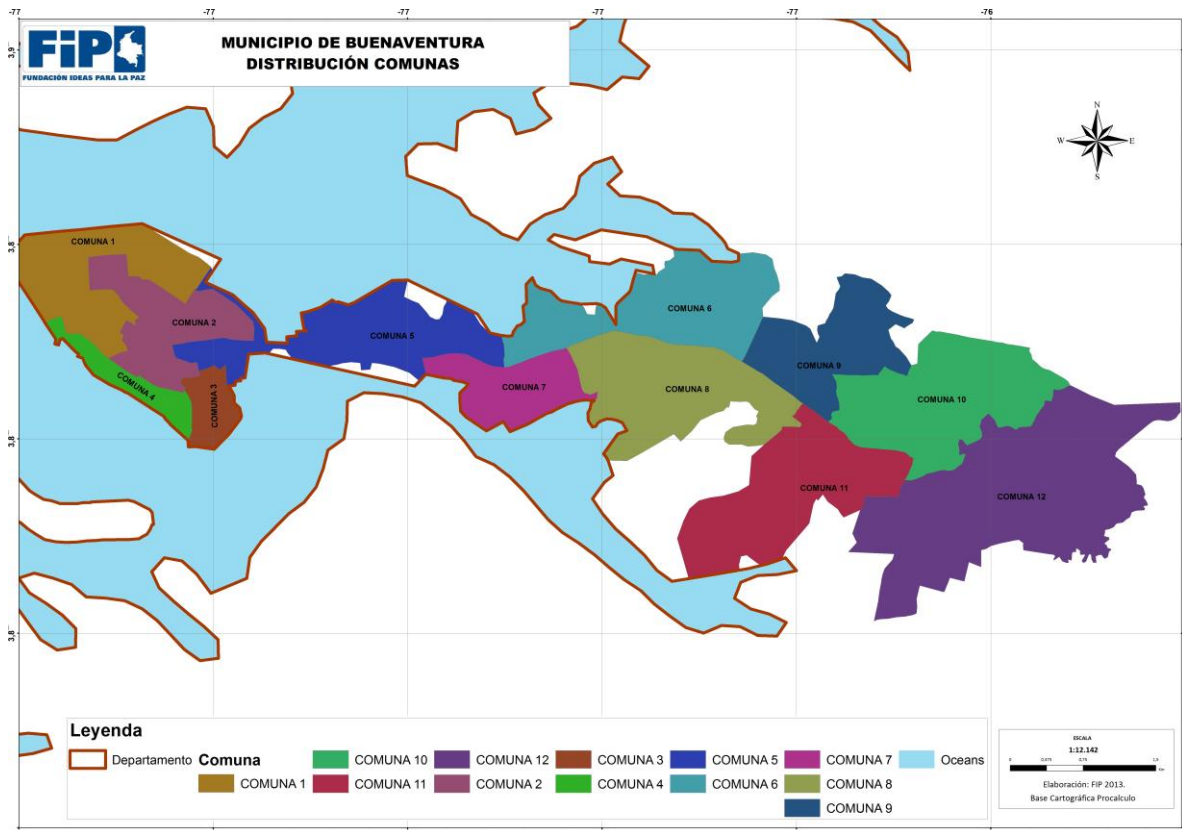 -77 -77 -77 -77 -77 -76
FiP
FUNDACIÓN IDEAS PARA LA PAZ
MUNICIPIO DE BUENAVENTURA
DISTRIBUCIÓN COMUNAS
3,9
N
W E
S
3,8
COMUNA 1
COMUNA 2
COMUNA 3
COMUNA 4
COMUNA 5
COMUNA 6
COMUNA 7
COMUNA 8
COMUNA 9
COMUNA 10
COMUNA 11
COMUNA 12
3,8
3,8
Leyenda
Departamento
Comuna
COMUNA 1
COMUNA 10
COMUNA 11
COMUNA 12
COMUNA 2
COMUNA 3
COMUNA 4
COMUNA 5
COMUNA 6
COMUNA 7
COMUNA 8
COMUNA 9
Oceans
ESCALA
1:12.142
0
Elaboración: FIP 2013.
Base Cartográfica Procalculo